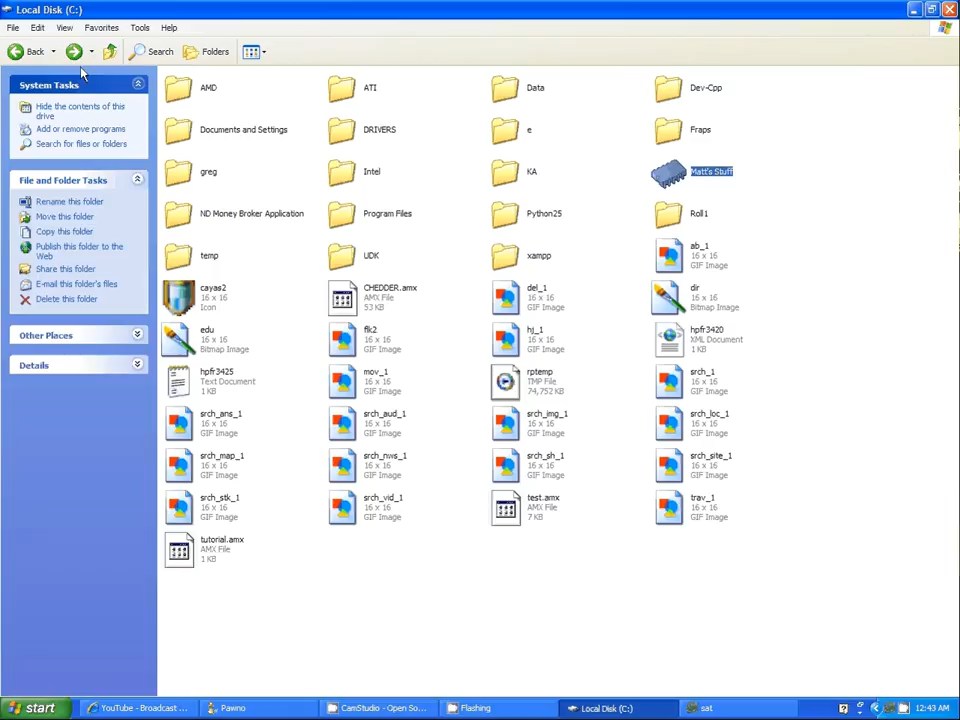 Local Disk (C:)
File Edit View Favorites Tools Help
Back Search Folders
System Tasks
Hide the contents of this
drive
Add or remove programs
Search for files or folders
File and Folder Tasks
Rename this folder
Move this folder
Copy this folder
Publish this folder to the
Web
Share this folder
E-mail this folder's files
Delete this folder
Other Places
Details
AMD ATI Data Dev-Cpp
Documents and Settings DRIVERS e Fraps
greg Intel KA Matt's Stuff
ND Money Broker Application Program Files Python25 Roll1
temp UDK xampp
ab_1
16 x 16
GIF Image
cayas2
16 x 16
Icon
CHEDDER.amx
AMX File
53 KB
del_1
16 x 16
GIF Image
dir
16 x 16
Bitmap Image
edu
16 x 16
Bitmap Image
flk2
16 x 16
GIF Image
hj_1
16 x 16
GIF Image
hpfr3420
XML Document
1 KB
hpfr3425
Text Document
1 KB
mov_1
16 x 16
GIF Image
rptemp
TMP File
74,752 KB
srch_1
16 x 16
GIF Image
srch_ans_1
16 x 16
GIF Image
srch_aud_1
16 x 16
GIF Image
srch_img_1
16 x 16
GIF Image
srch_loc_1
16 x 16
GIF Image
srch_map_1
16 x 16
GIF Image
srch_nws_1
16 x 16
GIF Image
srch_sh_1
16 x 16
GIF Image
srch_site_1
16 x 16
GIF Image
srch_stk_1
16 x 16
GIF Image
srch_vid_1
16 x 16
GIF Image
test.amx
AMX File
7 KB
trav_1
16 x 16
GIF Image
tutorial.amx
AMX File
1 KB
start YouTube - Broadcast ... Pawno CamStudio - Open So... Flashing Local Disk (C:) sat 12:43 AM